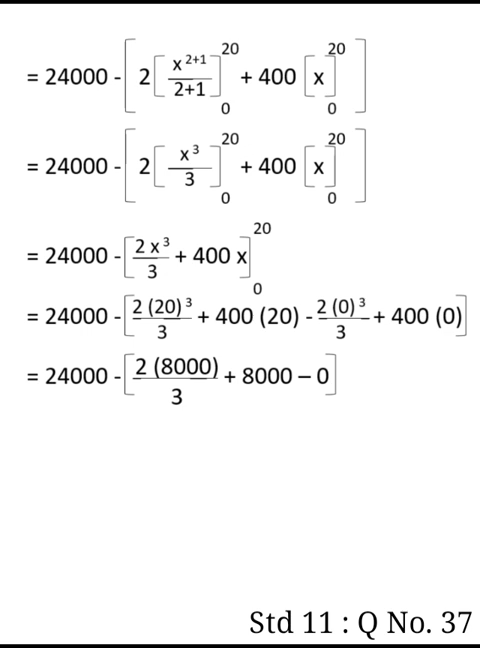 = 24000 - [ 2 [ x^(2+1) / 2+1 ]_0^20 + 400 [ x ]_0^20 ]
= 24000 - [ 2 [ x^3 / 3 ]_0^20 + 400 [ x ]_0^20 ]
= 24000 - [ 2 x^3 / 3 + 400 x ]_0^20
= 24000 - [ 2 (20)^3 / 3 + 400 (20) - 2 (0)^3 / 3 + 400 (0) ]
= 24000 - [ 2 (8000) / 3 + 8000 – 0 ]
Std 11 : Q No. 37